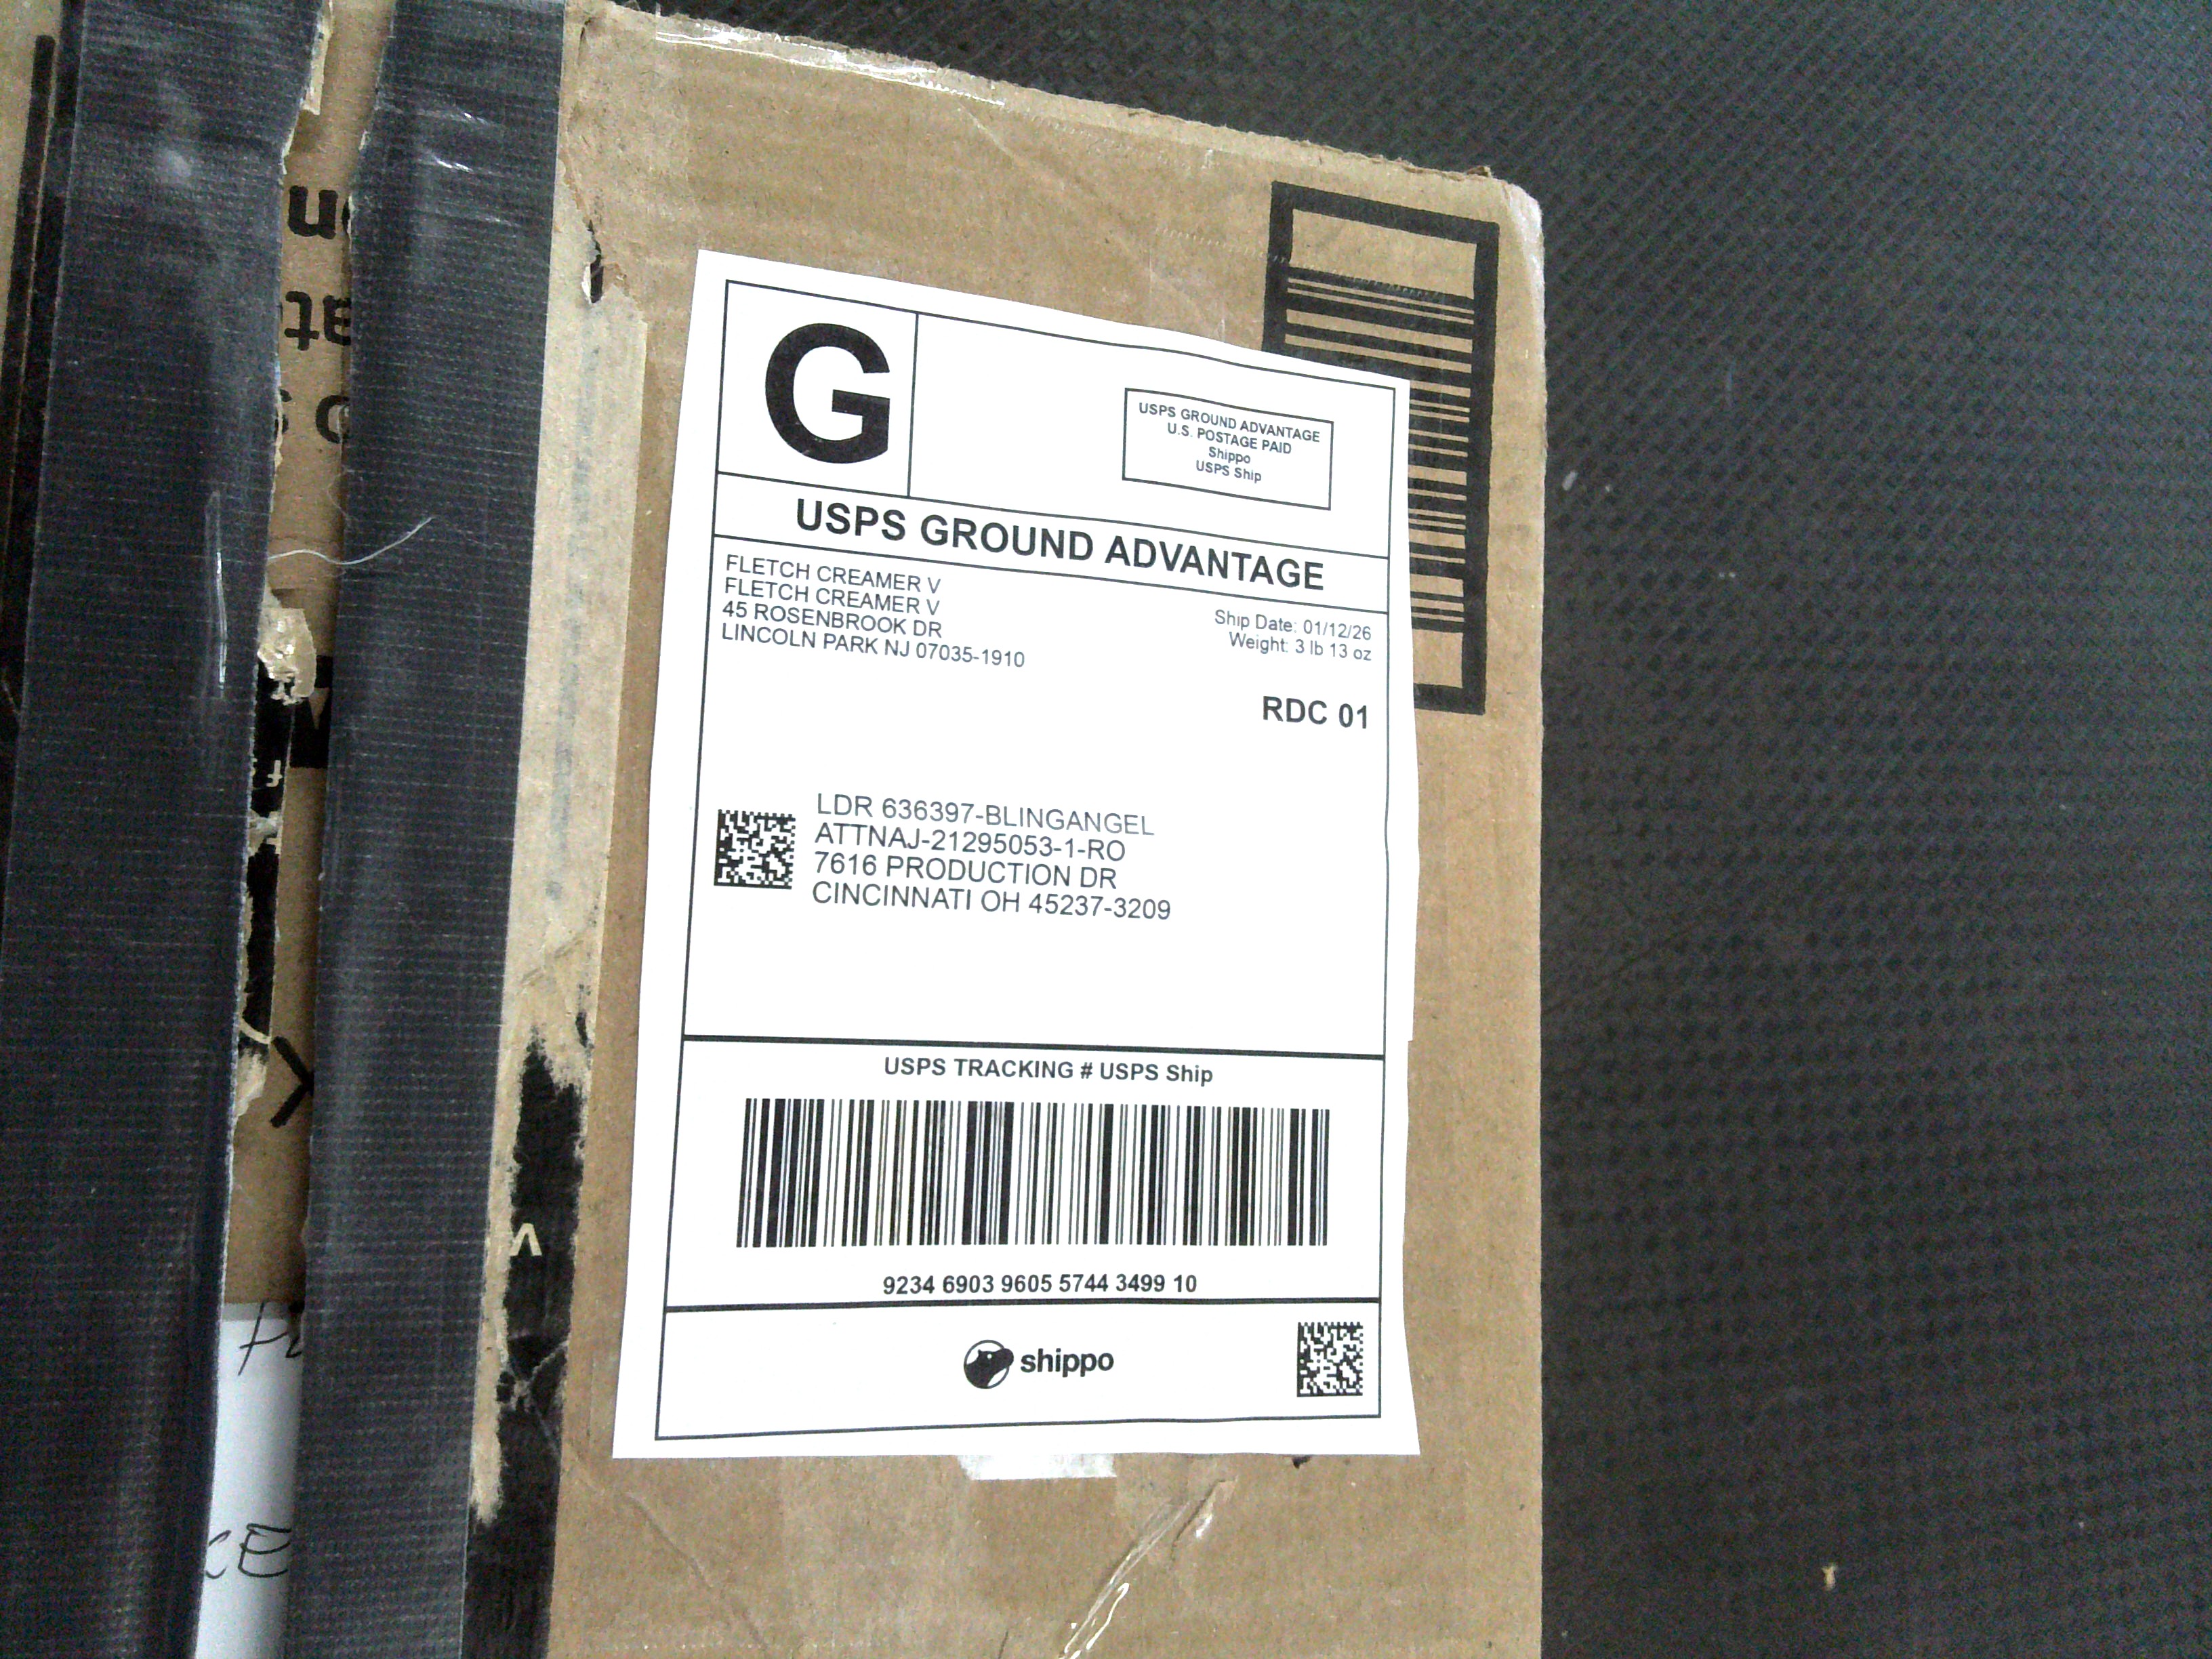 G
USPS GROUND ADVANTAGE
U.S. POSTAGE PAID
Shippo
USPS Ship
USPS GROUND ADVANTAGE
FLETCH CREAMER V
FLETCH CREAMER V
45 ROSENBROOK DR
LINCOLN PARK NJ 07035-1910
Ship Date: 01/12/26
Weight: 3 lb 13 oz
RDC 01
LDR 636397-BLINGANGEL
ATTNAJ-21295053-1-RO
7616 PRODUCTION DR
CINCINNATI OH 45237-3209
USPS TRACKING # USPS Ship
9234 6903 9605 5744 3499 10
shippo